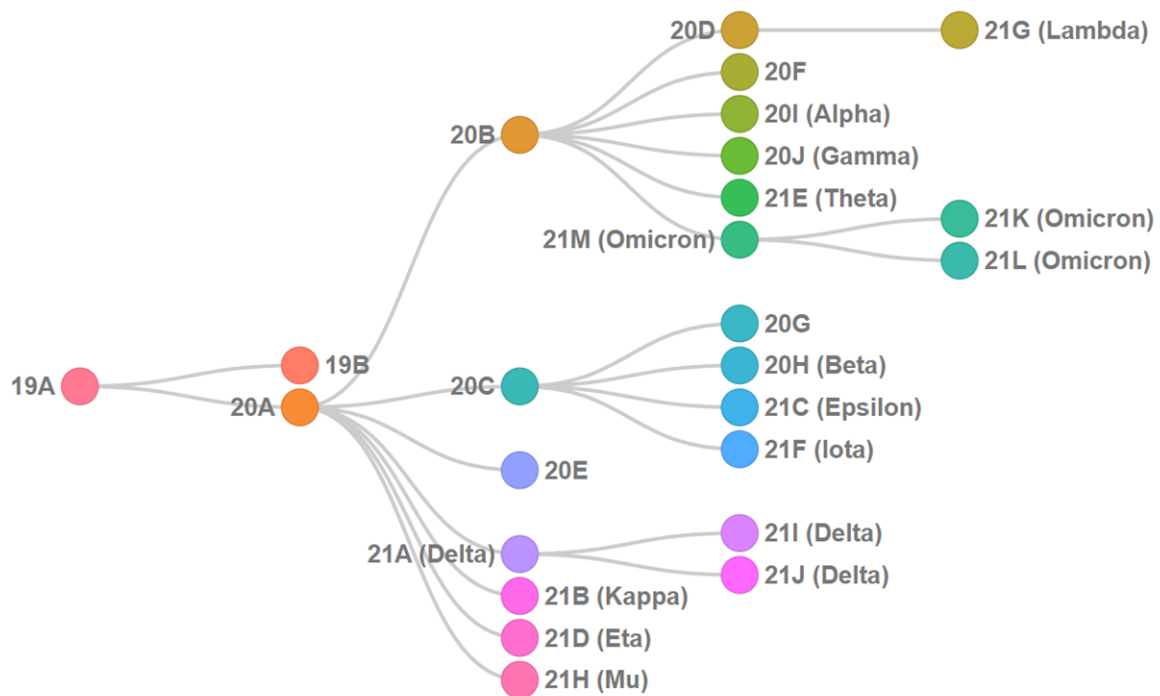 20D
21G (Lambda)
20F
20I (Alpha)
20B
20J (Gamma)
21E (Theta)
21K (Omicron)
21M (Omicron)
21L (Omicron)
20G
19B
20H (Beta)
19A
20C
20A
21C (Epsilon)
21F (Iota)
20E
21I (Delta)
21A (Delta)
21J (Delta)
21B (Kappa)
21D (Eta)
21H (Mu)